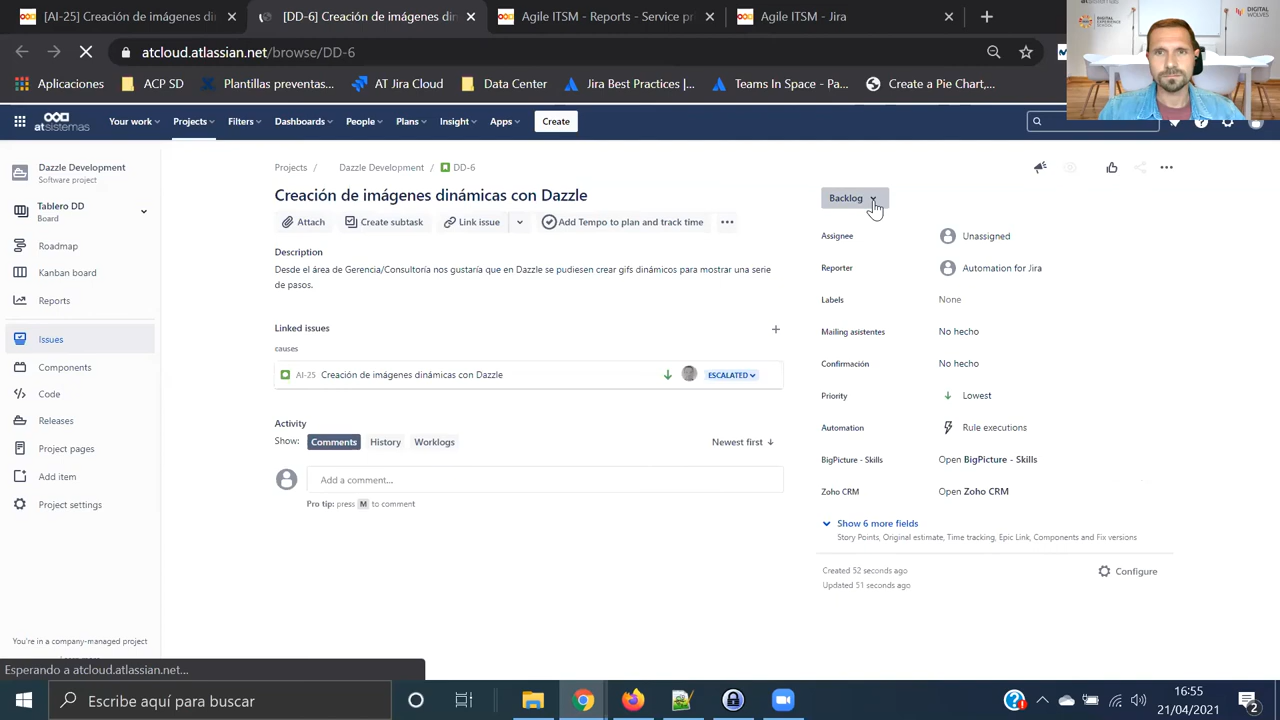 [AI-25] Creación de imágenes din
[DD-6] Creación de imágenes diná
Agile ITSM - Reports - Service pr
Agile ITSM - Jira
atcloud.atlassian.net/browse/DD-6
Aplicaciones
ACP SD
Plantillas propuestas
AT - Jira Cloud
Data Center
Jira Best Practices |...
Teams In Space - Pa...
Create a Pie Chart,...
DIGITAL EXPERIENCE
DIGITAL WOLVES
atsistemas
Your work
Projects
Filters
Dashboards
People
Plans
Insight
Apps
Create
Dazzle Development
Software project
Tablero DD
Board
Roadmap
Kanban board
Reports
Issues
Components
Code
Releases
Project pages
Add item
Project settings
You're in a company-managed project
Projects / Dazzle Development / DD-6
Creación de imágenes dinámicas con Dazzle
Attach
Create subtask
Link issue
Add Tempo to plan and track time
Description
Desde el área de Gerencia/Consultoría nos gustaría que en Dazzle se pudiesen crear gifs dinámicos para mostrar una serie
de pasos.
Linked issues
causes
AI-25 Creación de imágenes dinámicas con Dazzle
ESCALATED
Activity
Show: Comments History Worklogs
Newest first
Add a comment...
Pro tip: press M to comment
Backlog
Assignee Unassigned
Reporter Automation for Jira
Labels None
Mailing asistentes No hecho
Confirmación No hecho
Priority Lowest
Automation Rule executions
BigPicture - Skills Open BigPicture - Skills
Zoho CRM Open Zoho CRM
Show 6 more fields
Story Points, Original estimate, Time tracking, Epic Link, Components and Fix versions
Created 52 seconds ago
Updated 51 seconds ago
Configure
Esperando a atcloud.atlassian.net...
Escribe aquí para buscar
16:55
21/04/2021
2